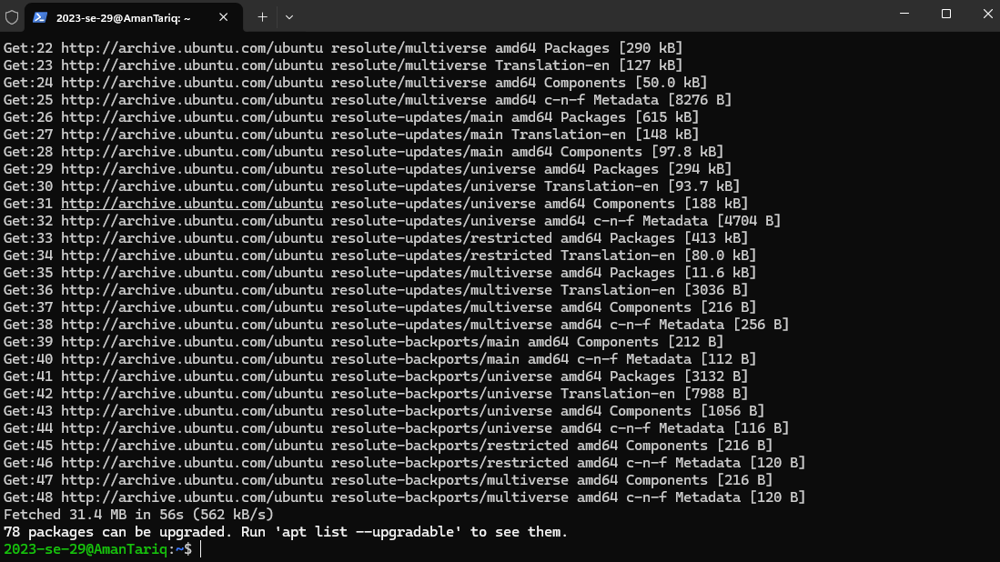 2023-se-29@AmanTariq: ~
Get:22 http://archive.ubuntu.com/ubuntu resolute/multiverse amd64 Packages [290 kB]
Get:23 http://archive.ubuntu.com/ubuntu resolute/multiverse Translation-en [127 kB]
Get:24 http://archive.ubuntu.com/ubuntu resolute/multiverse amd64 Components [50.0 kB]
Get:25 http://archive.ubuntu.com/ubuntu resolute/multiverse amd64 c-n-f Metadata [8276 B]
Get:26 http://archive.ubuntu.com/ubuntu resolute-updates/main amd64 Packages [615 kB]
Get:27 http://archive.ubuntu.com/ubuntu resolute-updates/main Translation-en [148 kB]
Get:28 http://archive.ubuntu.com/ubuntu resolute-updates/main amd64 Components [97.8 kB]
Get:29 http://archive.ubuntu.com/ubuntu resolute-updates/universe amd64 Packages [294 kB]
Get:30 http://archive.ubuntu.com/ubuntu resolute-updates/universe Translation-en [93.7 kB]
Get:31 http://archive.ubuntu.com/ubuntu resolute-updates/universe amd64 Components [188 kB]
Get:32 http://archive.ubuntu.com/ubuntu resolute-updates/universe amd64 c-n-f Metadata [4704 B]
Get:33 http://archive.ubuntu.com/ubuntu resolute-updates/restricted amd64 Packages [413 kB]
Get:34 http://archive.ubuntu.com/ubuntu resolute-updates/restricted Translation-en [80.0 kB]
Get:35 http://archive.ubuntu.com/ubuntu resolute-updates/multiverse amd64 Packages [11.6 kB]
Get:36 http://archive.ubuntu.com/ubuntu resolute-updates/multiverse Translation-en [3036 B]
Get:37 http://archive.ubuntu.com/ubuntu resolute-updates/multiverse amd64 Components [216 B]
Get:38 http://archive.ubuntu.com/ubuntu resolute-updates/multiverse amd64 c-n-f Metadata [256 B]
Get:39 http://archive.ubuntu.com/ubuntu resolute-backports/main amd64 Components [212 B]
Get:40 http://archive.ubuntu.com/ubuntu resolute-backports/main amd64 c-n-f Metadata [112 B]
Get:41 http://archive.ubuntu.com/ubuntu resolute-backports/universe amd64 Packages [3132 B]
Get:42 http://archive.ubuntu.com/ubuntu resolute-backports/universe Translation-en [7988 B]
Get:43 http://archive.ubuntu.com/ubuntu resolute-backports/universe amd64 Components [1056 B]
Get:44 http://archive.ubuntu.com/ubuntu resolute-backports/universe amd64 c-n-f Metadata [116 B]
Get:45 http://archive.ubuntu.com/ubuntu resolute-backports/restricted amd64 Components [216 B]
Get:46 http://archive.ubuntu.com/ubuntu resolute-backports/restricted amd64 c-n-f Metadata [120 B]
Get:47 http://archive.ubuntu.com/ubuntu resolute-backports/multiverse amd64 Components [216 B]
Get:48 http://archive.ubuntu.com/ubuntu resolute-backports/multiverse amd64 c-n-f Metadata [120 B]
Fetched 31.4 MB in 56s (562 kB/s)
78 packages can be upgraded. Run 'apt list --upgradable' to see them.
2023-se-29@AmanTariq:~$